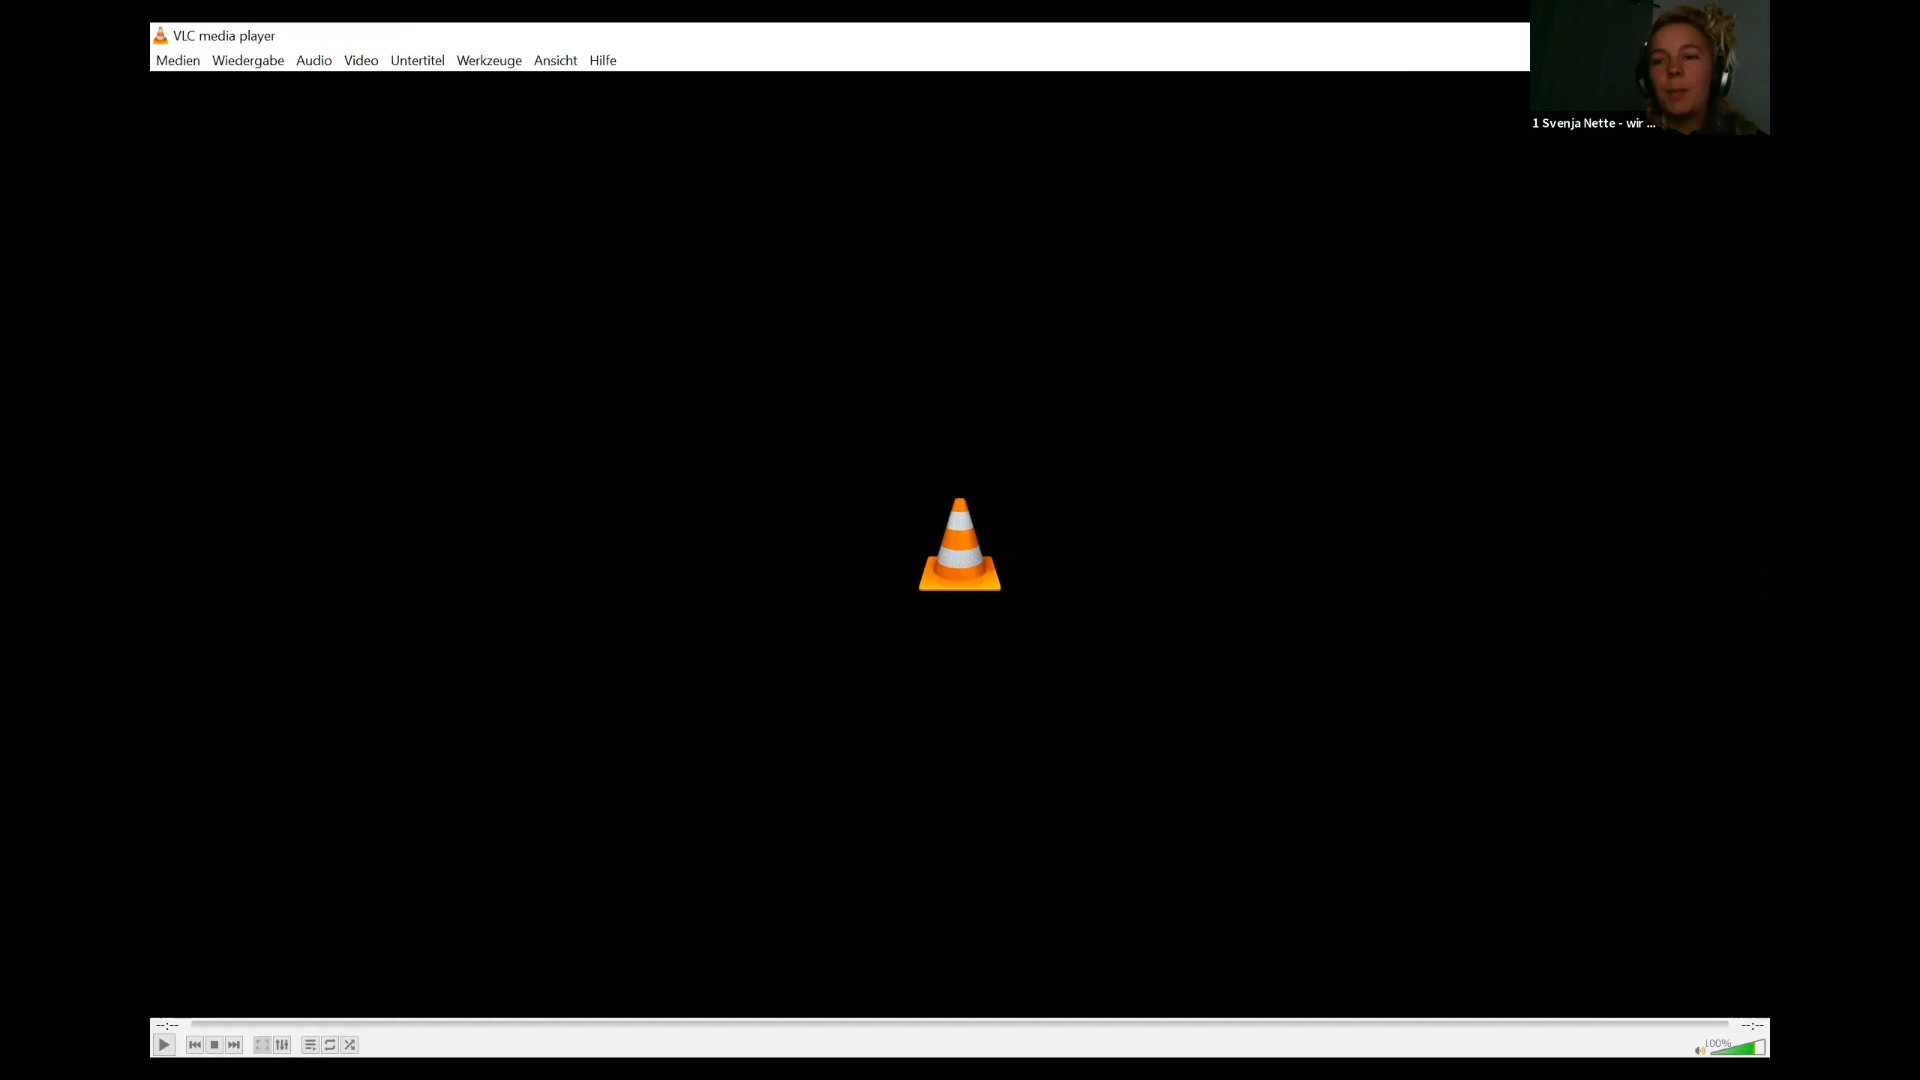 VLC media player
Medien Wiedergabe Audio Video Untertitel Werkzeuge Ansicht Hilfe
1 Svenja Nette - wir ...
--:-- --:--
100%